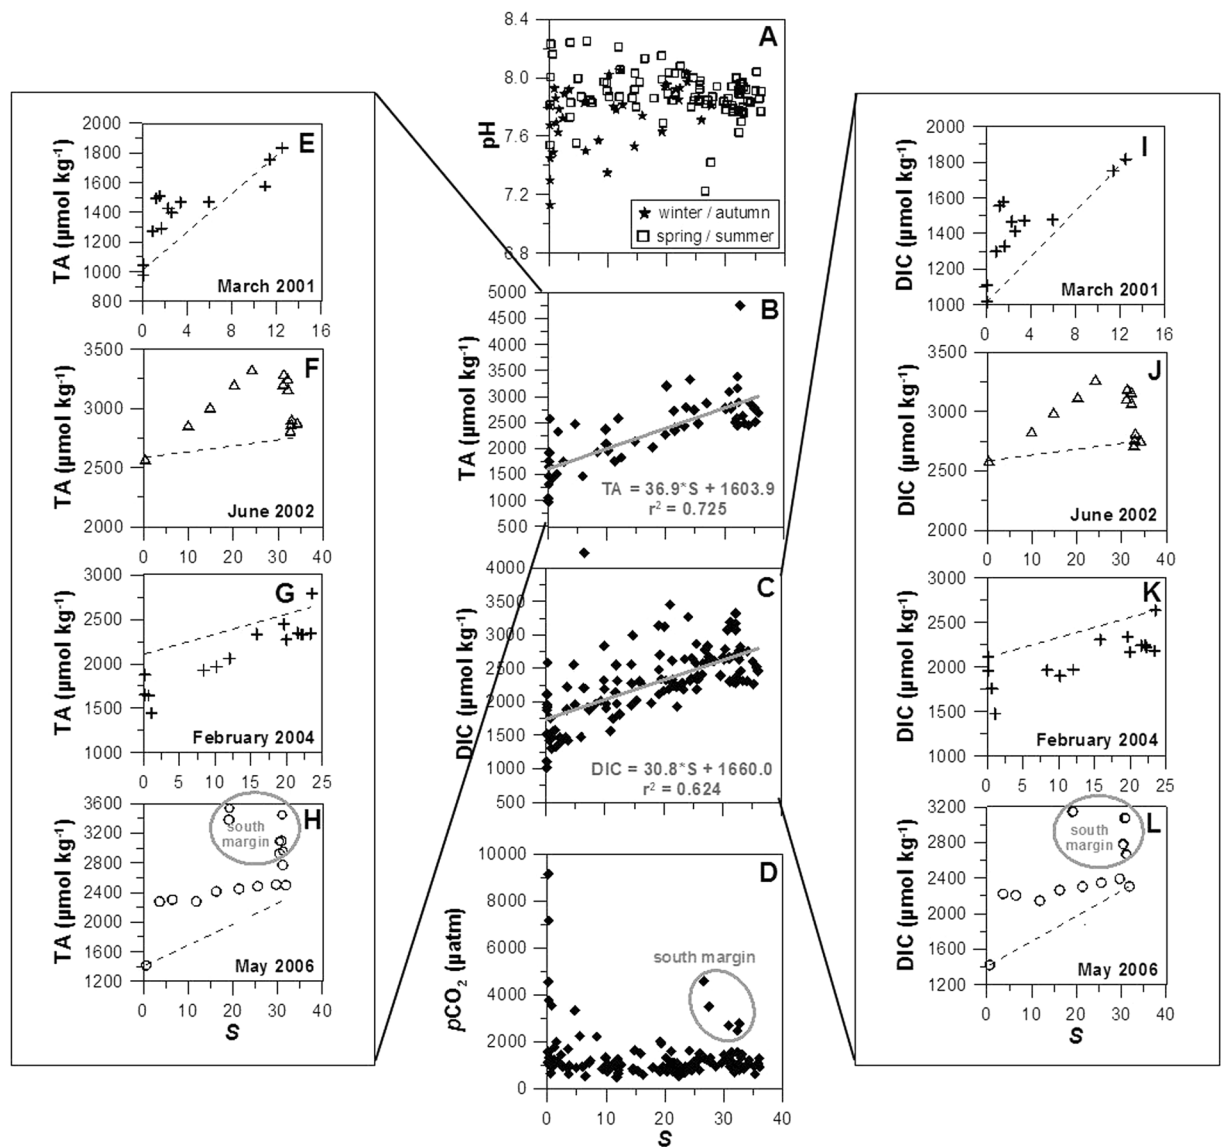 8.4
A
8.0
7.6
7.2
6.8
pH
winter / autumn
spring / summer
E
2000
1800
1600
1400
1200
1000
800
TA (µmol kg⁻¹)
March 2001
0 4 8 12 16
F
3500
3000
2500
2000
TA (µmol kg⁻¹)
June 2002
0 10 20 30 40
G
3000
2500
2000
1500
1000
TA (µmol kg⁻¹)
February 2004
0 5 10 15 20 25
H
3600
3200
2800
2400
2000
1600
1200
TA (µmol kg⁻¹)
south
margin
May 2006
0 10 20 30 40
S
B
5000
4500
4000
3500
3000
2500
2000
1500
1000
500
TA (µmol kg⁻¹)
TA = 36.9*S + 1603.9
r² = 0.725
C
4000
3500
3000
2500
2000
1500
1000
500
DIC (µmol kg⁻¹)
DIC = 30.8*S + 1660.0
r² = 0.624
D
10000
8000
6000
4000
2000
0
pCO₂ (µatm)
south margin
0 10 20 30 40
S
I
2000
1800
1600
1400
1200
1000
DIC (µmol kg⁻¹)
March 2001
0 4 8 12 16
J
3500
3000
2500
2000
DIC (µmol kg⁻¹)
June 2002
0 10 20 30 40
K
3000
2500
2000
1500
1000
DIC (µmol kg⁻¹)
February 2004
0 5 10 15 20 25
L
3200
2800
2400
2000
1600
1200
DIC (µmol kg⁻¹)
south
margin
May 2006
0 10 20 30 40
S